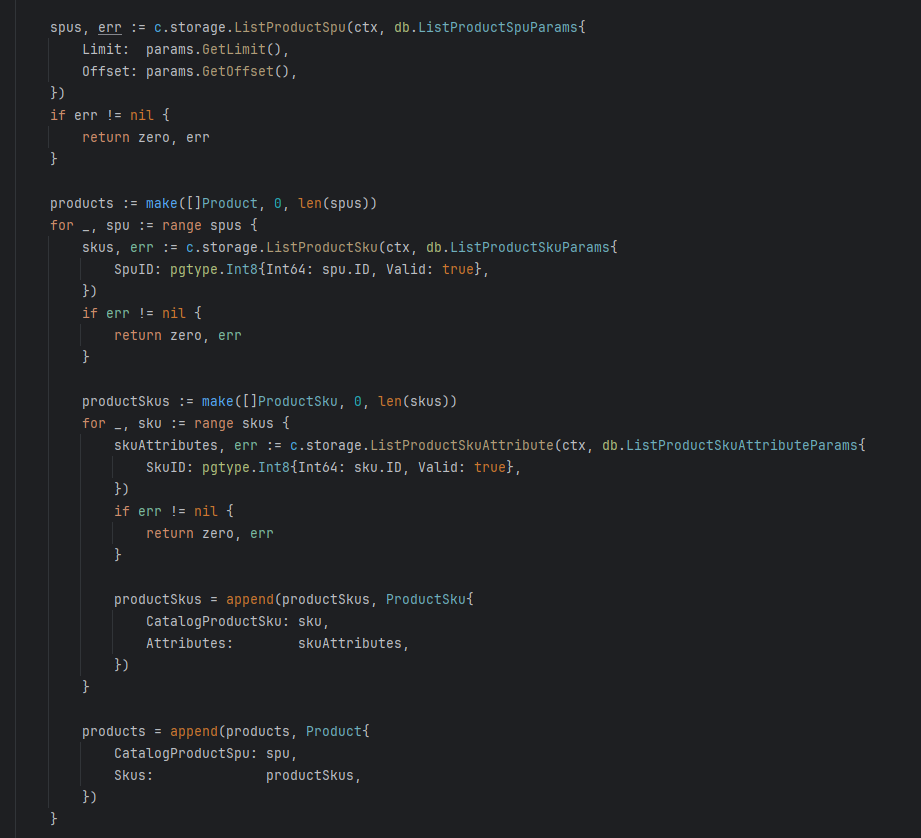 spus, err := c.storage.ListProductSpu(ctx, db.ListProductSpuParams{
    Limit:  params.GetLimit(),
    Offset: params.GetOffset(),
})
if err != nil {
    return zero, err
}

products := make([]Product, 0, len(spus))
for _, spu := range spus {
    skus, err := c.storage.ListProductSku(ctx, db.ListProductSkuParams{
        SpuID: pgtype.Int8{Int64: spu.ID, Valid: true},
    })
    if err != nil {
        return zero, err
    }

    productSkus := make([]ProductSku, 0, len(skus))
    for _, sku := range skus {
        skuAttributes, err := c.storage.ListProductSkuAttribute(ctx, db.ListProductSkuAttributeParams{
            SkuID: pgtype.Int8{Int64: sku.ID, Valid: true},
        })
        if err != nil {
            return zero, err
        }

        productSkus = append(productSkus, ProductSku{
            CatalogProductSku: sku,
            Attributes:        skuAttributes,
        })
    }

    products = append(products, Product{
        CatalogProductSpu: spu,
        Skus:              productSkus,
    })
}